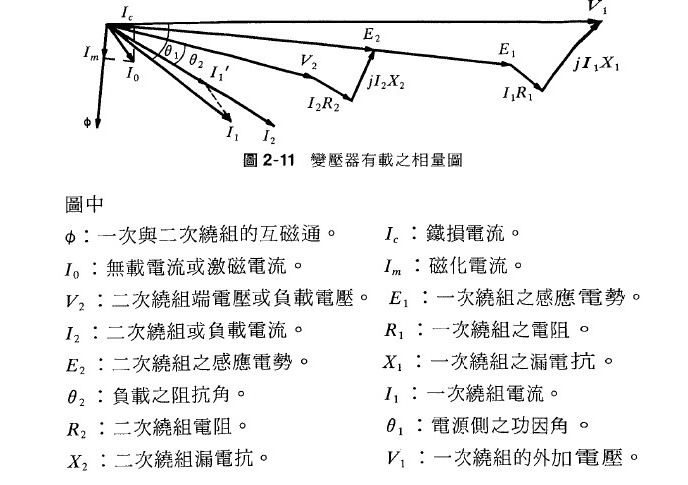 I_c
V_1
E_2
E_1
I_m
θ_1
θ_2
V_2
I_0
I_1'
jI_2X_2
jI_1X_1
I_2R_2
I_1R_1
φ
I_1
I_2
圖 2-11 變壓器有載之相量圖
圖中
φ：一次與二次繞組的互磁通。 I_c：鐵損電流。
I_0：無載電流或激磁電流。 I_m：磁化電流。
V_2：二次繞組端電壓或負載電壓。 E_1：一次繞組之感應電勢。
I_2：二次繞組或負載電流。 R_1：一次繞組之電阻。
E_2：二次繞組之感應電勢。 X_1：一次繞組之漏電抗。
θ_2：負載之阻抗角。 I_1：一次繞組電流。
R_2：二次繞組電阻。 θ_1：電源側之功因角。
X_2：二次繞組漏電抗。 V_1：一次繞組的外加電壓。